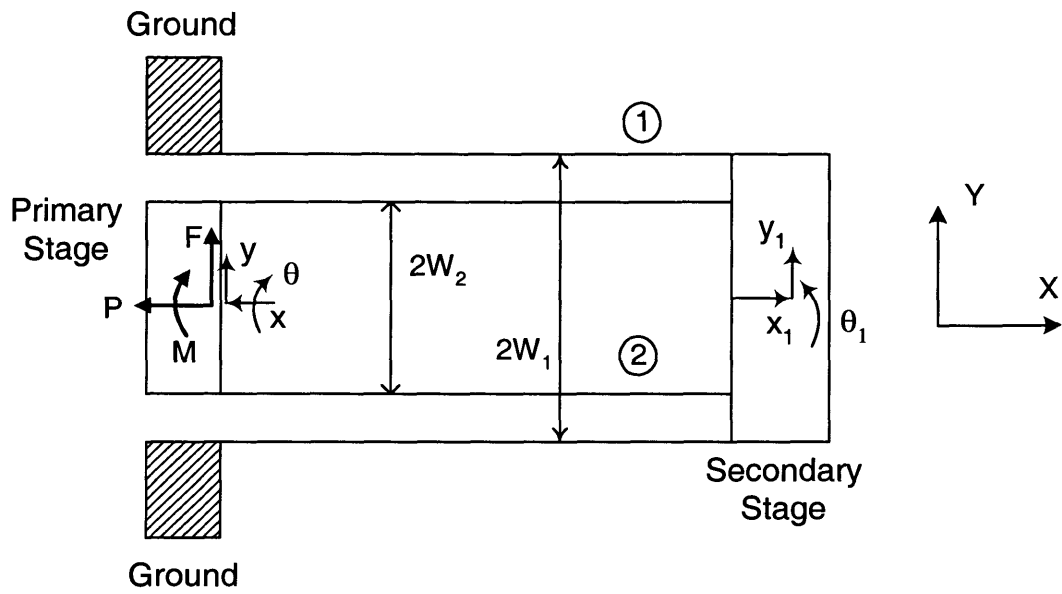 Ground
1
Primary
Stage
F
y
θ
P
x
M
2W₂
2W₁
2
y₁
x₁
θ₁
Y
X
Secondary
Stage
Ground